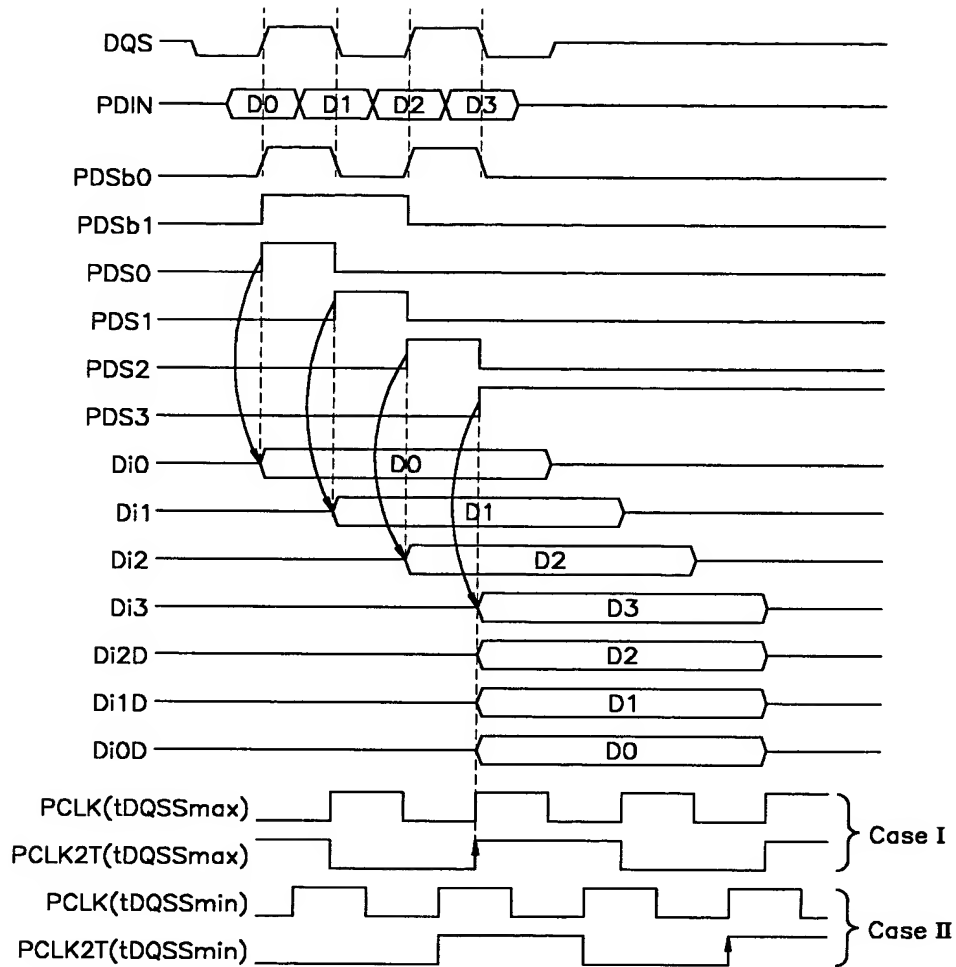 DQS
PDIN D0 D1 D2 D3
PDSb0
PDSb1
PDS0
PDS1
PDS2
PDS3
Di0 D0
Di1 D1
Di2 D2
Di3 D3
Di2D D2
Di1D D1
Di0D D0
PCLK(tDQSSmax)
PCLK2T(tDQSSmax)
Case I
PCLK(tDQSSmin)
PCLK2T(tDQSSmin)
Case II